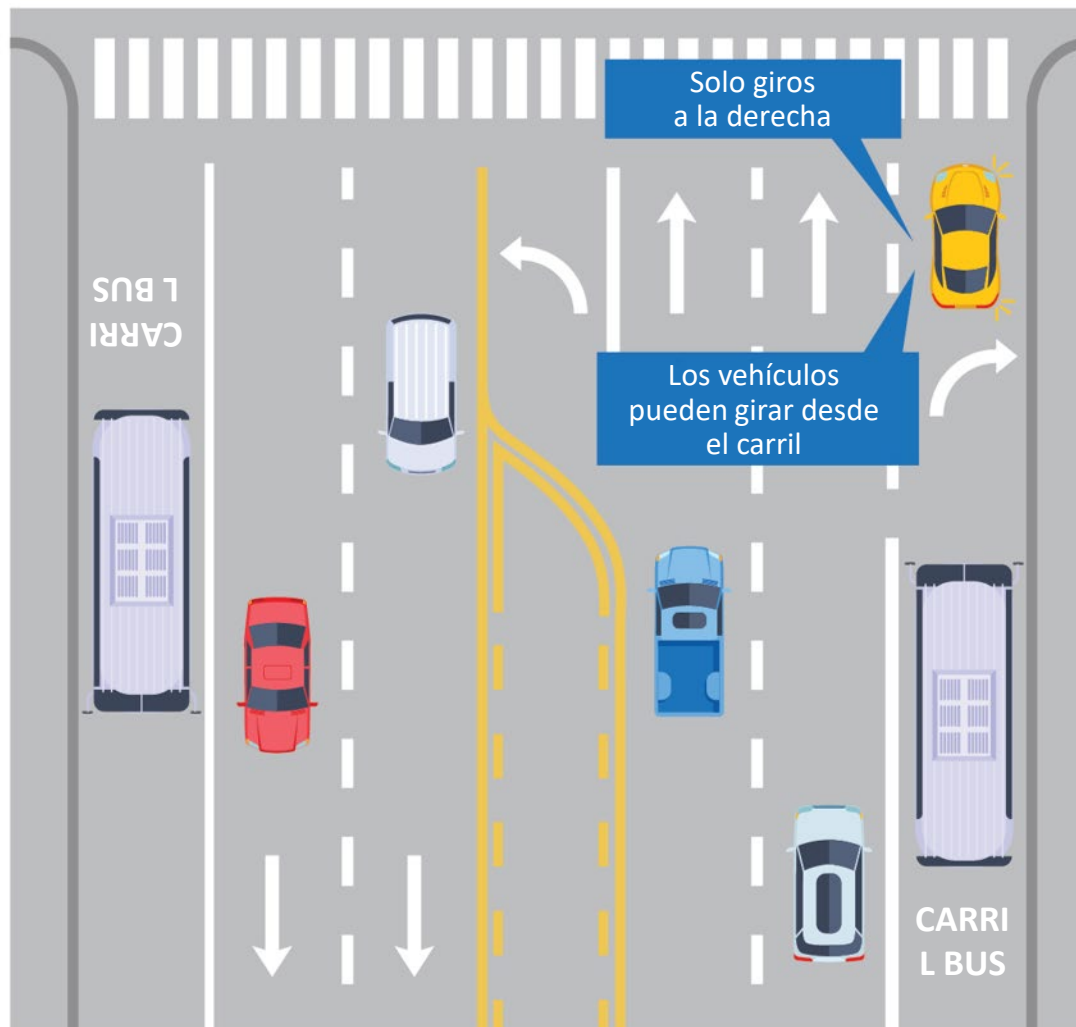 Solo giros
a la derecha
CARRI
L BUS
Los vehículos
pueden girar desde
el carril
CARRI
L BUS